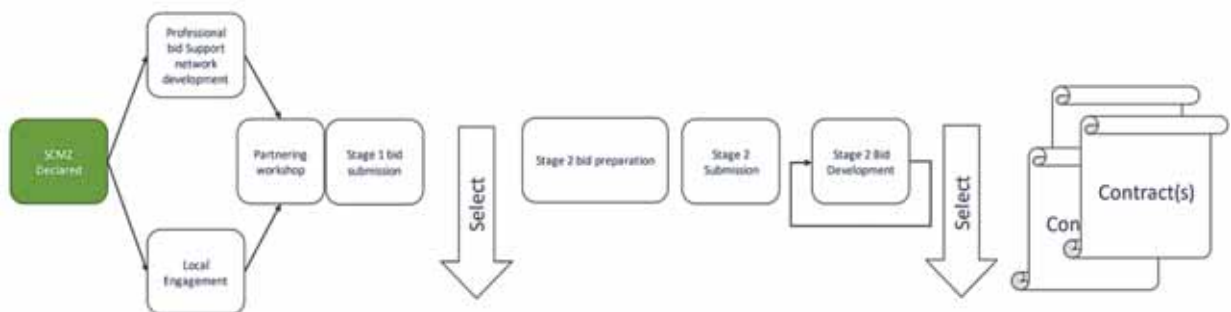 Professional
bid Support
network
development
SCMZ
Declared
Partnering
workshop
Stage 1 bid
submission
Local
Engagement
Select
Stage 2 bid preparation
Stage 2
Submission
Stage 2 Bid
Development
Select
Contract(s)
Con